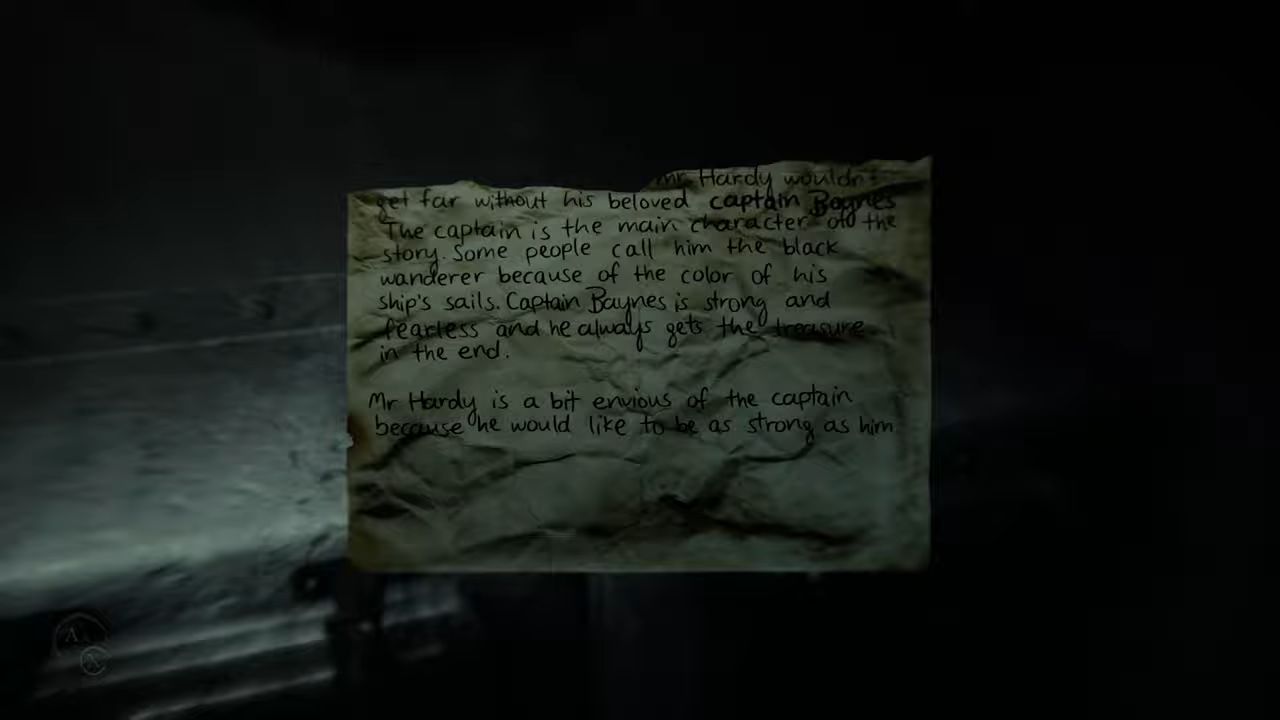 mr Hardy wouldn
get far without his beloved captain Baynes
The captain is the main character of the
story. Some people call him the black
wanderer because of the color of his
ship's sails. Captain Baynes is strong and
fearless and he always gets the treasure
in the end.
Mr Hardy is a bit envious of the captain
because he would like to be as strong as him
A
X